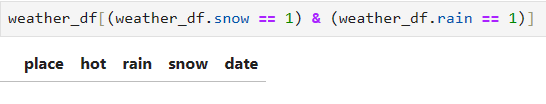 weather_df[(weather_df.snow == 1) & (weather_df.rain == 1)]
place hot rain snow date